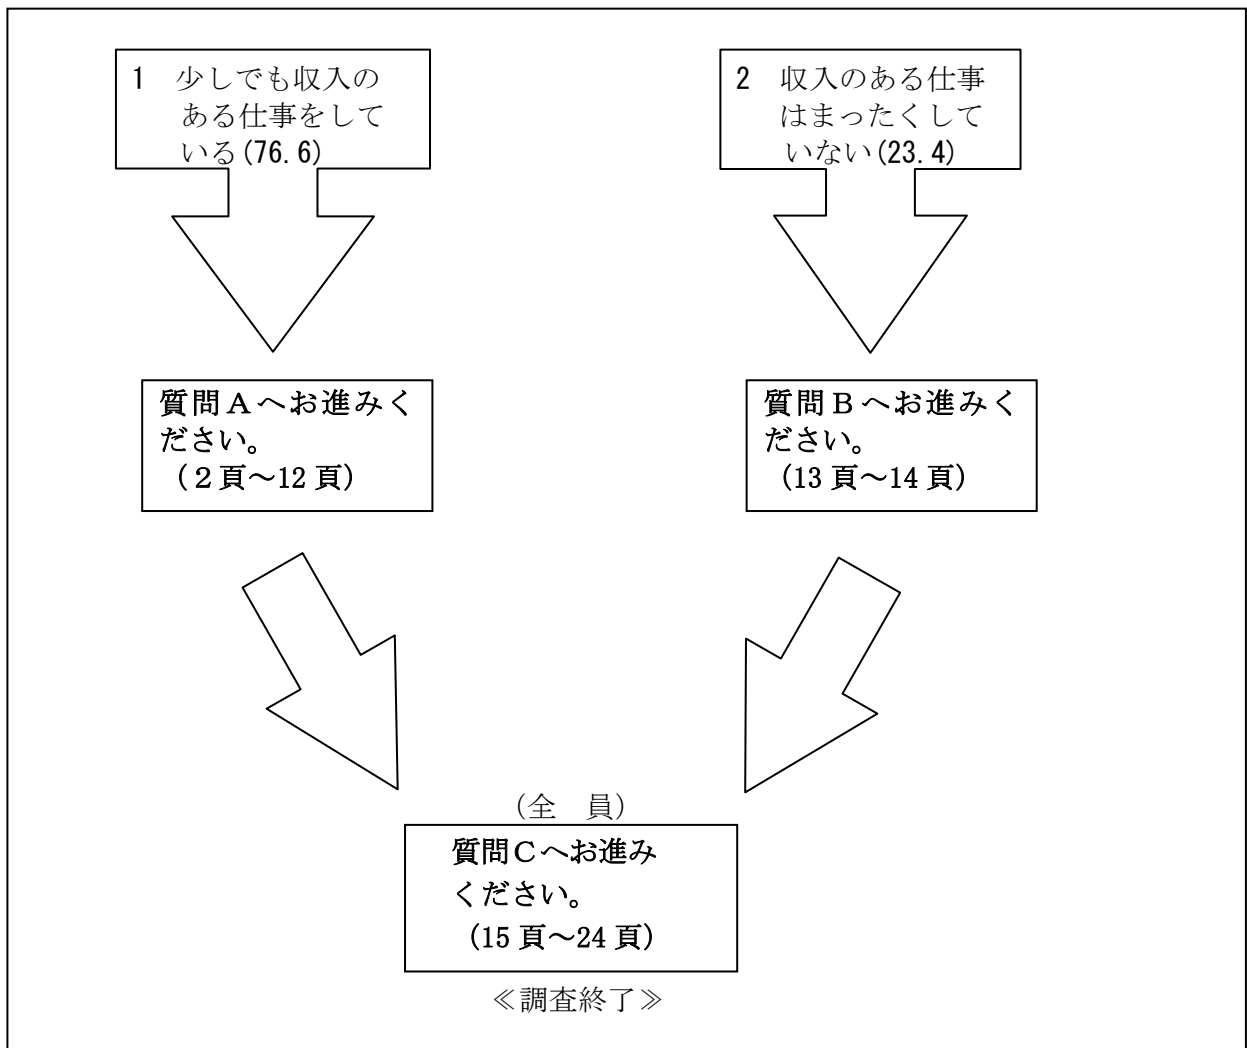 1　少しでも収入の
ある仕事をして
いる(76.6)
2　収入のある仕事
はまったくして
いない(23.4)
質問Aへお進みく
ださい。
（2頁～12頁）
質問Bへお進みく
ださい。
（13頁～14頁）
（全　員）
質問Cへお進み
ください。
（15頁～24頁）
≪調査終了≫